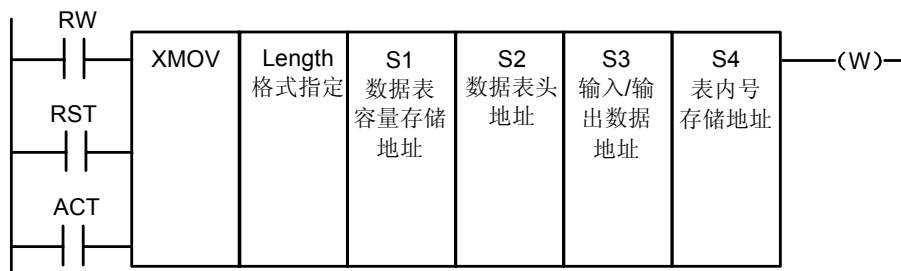 RW
RST
ACT
XMOV
Length
格式指定
S1
数据表
容量存储
地址
S2
数据表头
地址
S3
输入/输
出数据
地址
S4
表内号
存储地址
(W)